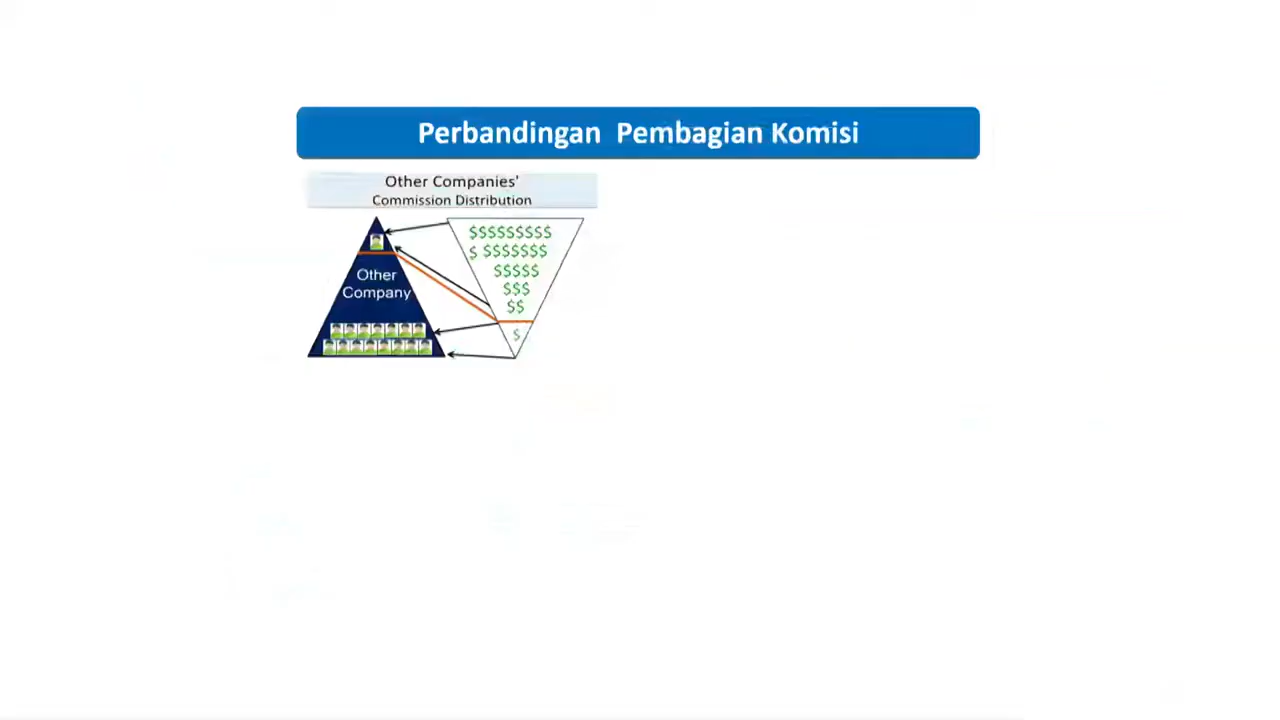 Perbandingan Pembagian Komisi
Other Companies'
Commission Distribution
$$$$$$$$$
$ $$$$$$$
$$$$$
$$$
$$
$
Other
Company